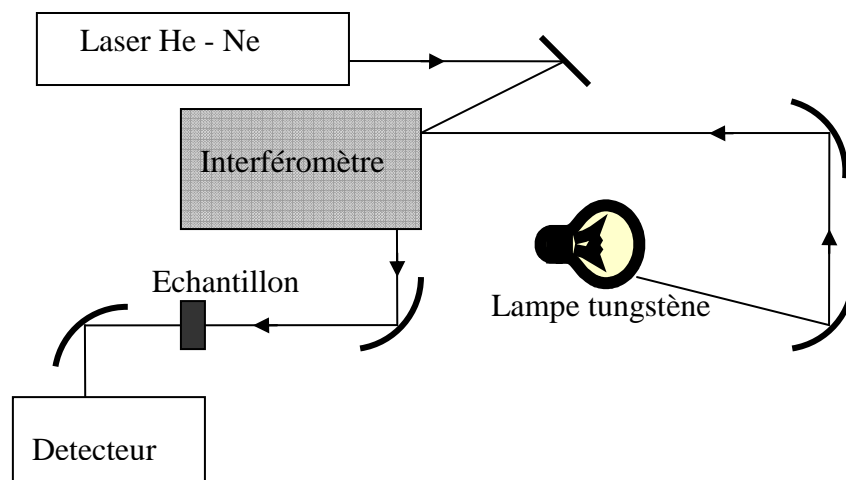 Laser He - Ne
Interféromètre
Echantillon
Lampe tungstène
Detecteur